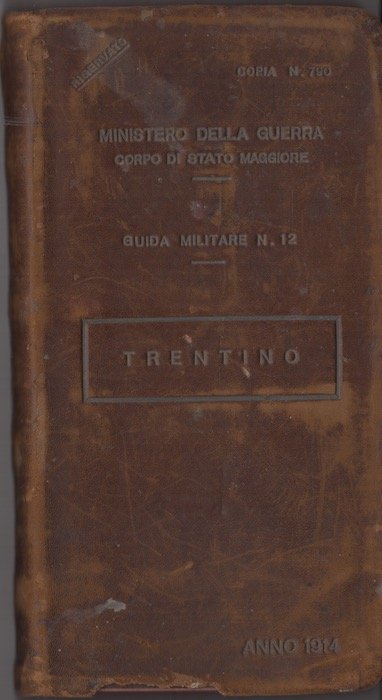 RISERVATO
COPIA N. 790
MINISTERO DELLA GUERRA
CORPO DI STATO MAGGIORE
GUIDA MILITARE N. 12
TRENTINO
ANNO 1914